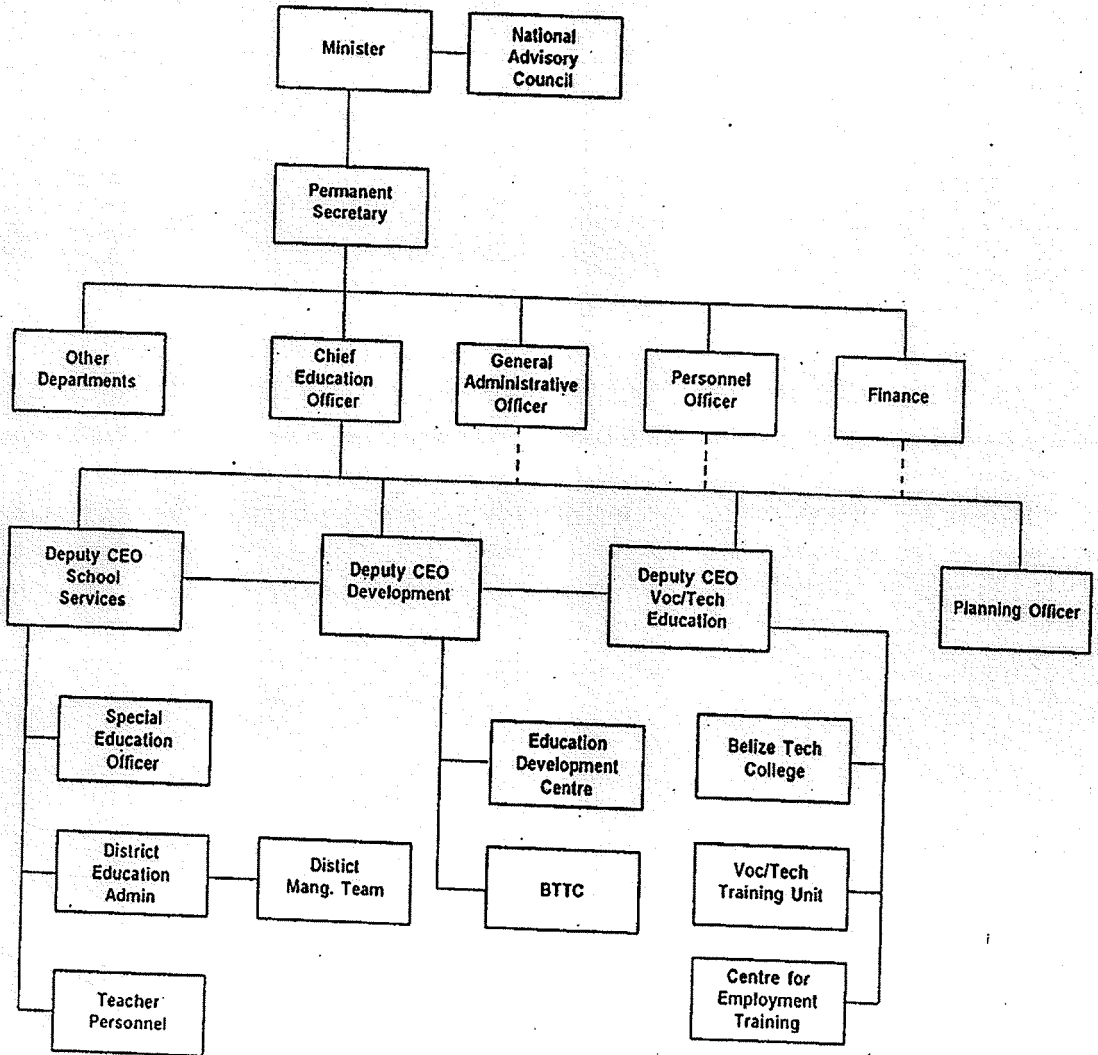 Minister
National
Advisory
Council
Permanent
Secretary
Other
Departments
Chief
Education
Officer
General
Administrative
Officer
Personnel
Officer
Finance
Deputy CEO
School
Services
Deputy CEO
Development
Deputy CEO
Voc/Tech
Education
Planning Officer
Special
Education
Officer
Education
Development
Centre
Belize Tech
College
District
Education
Admin
Distict
Mang. Team
BTTC
Voc/Tech
Training Unit
Teacher
Personnel
Centre for
Employment
Training